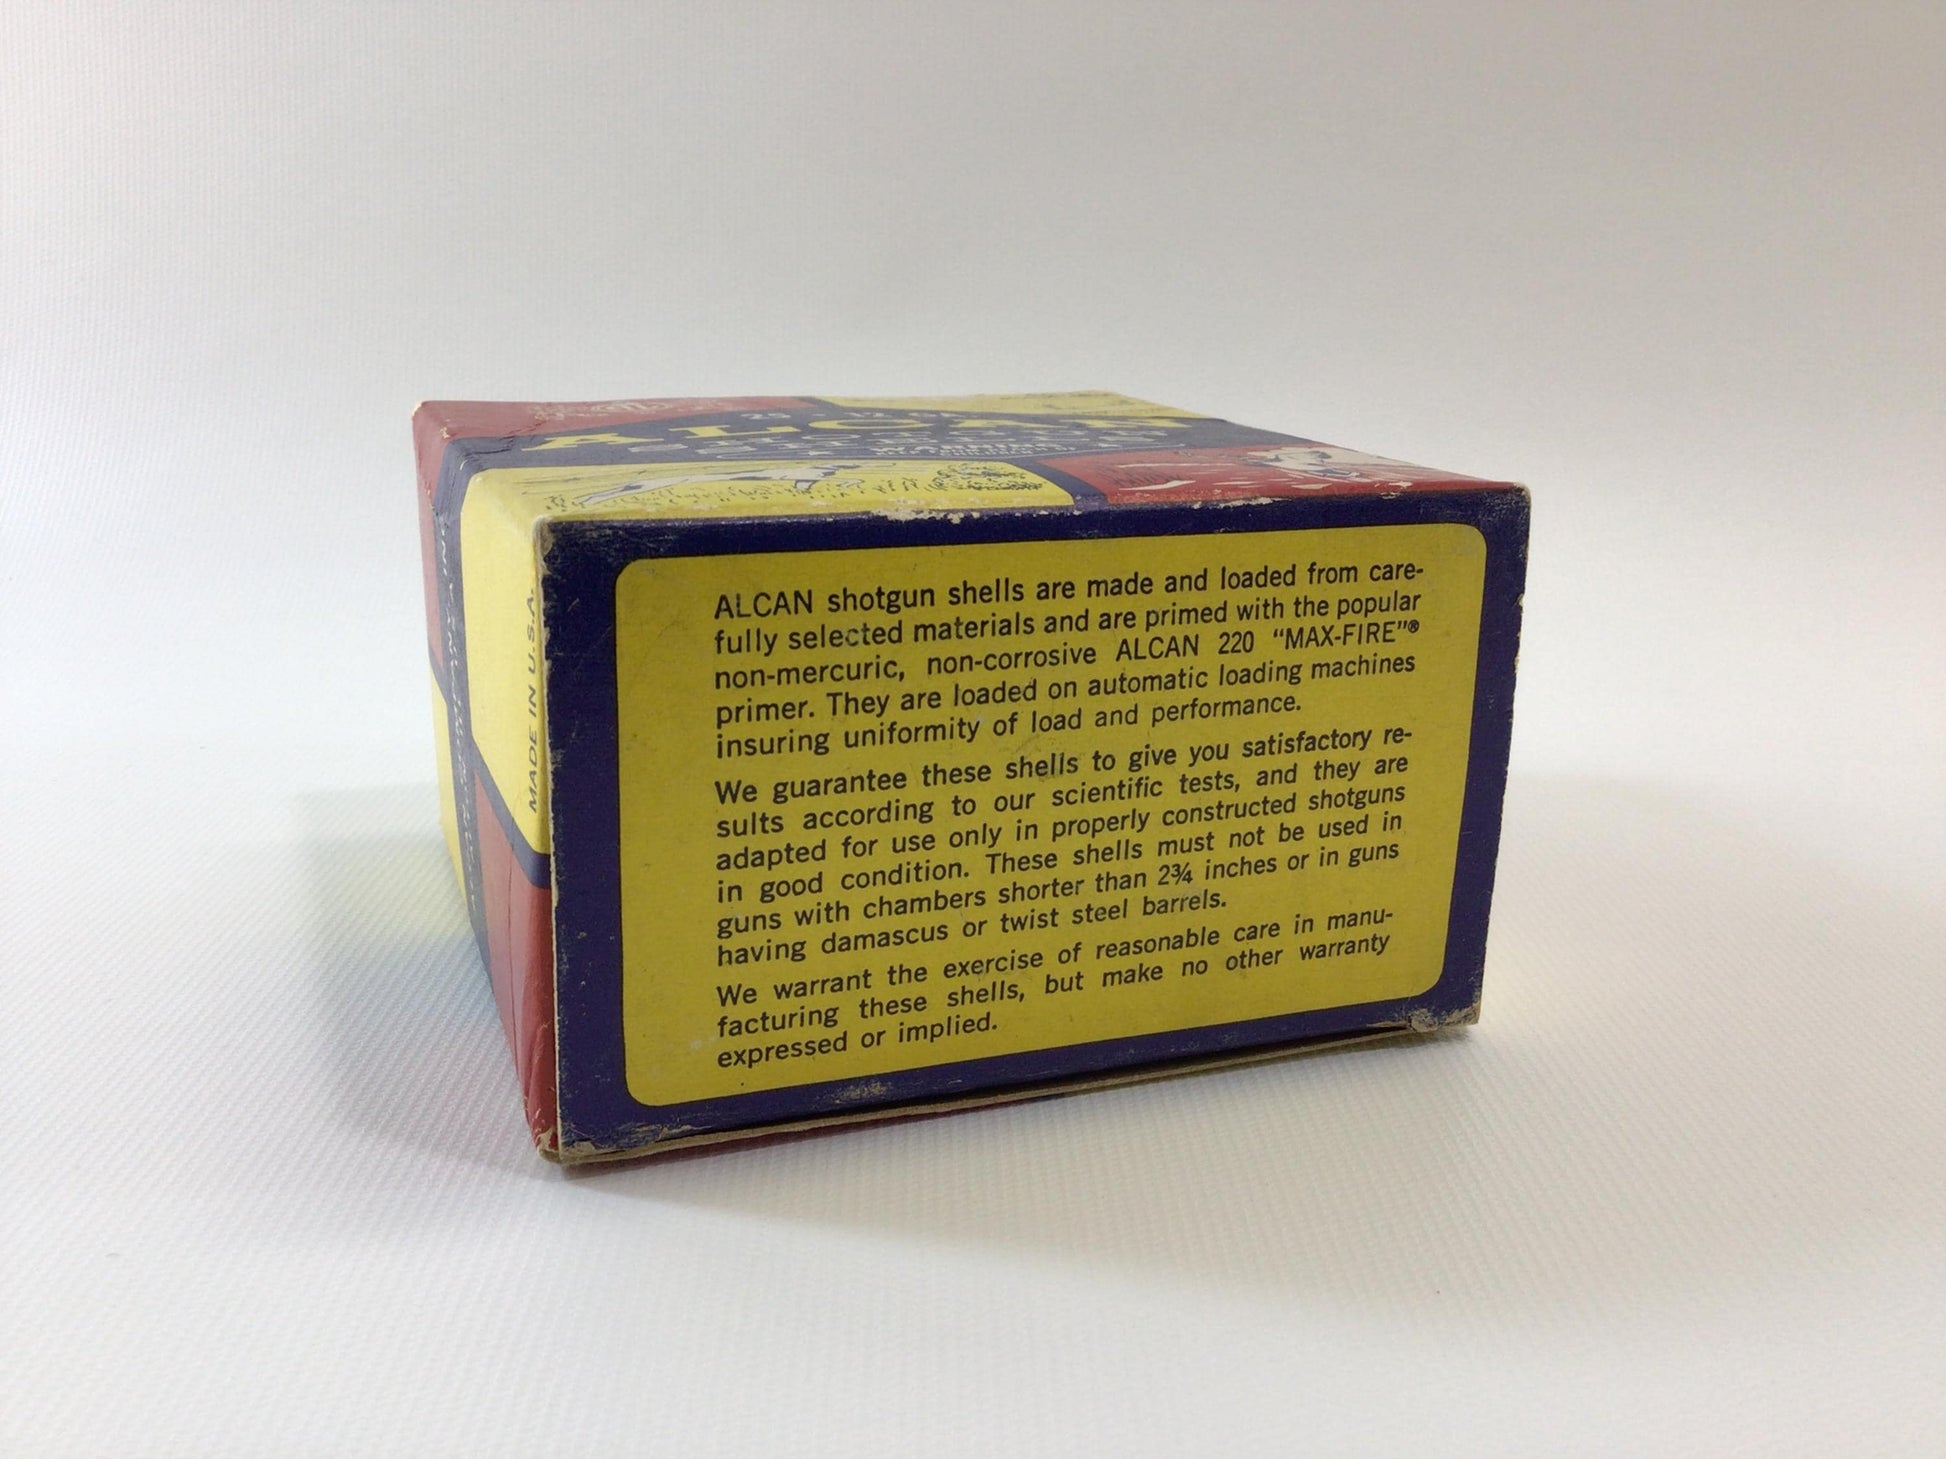 25 - 12 GA.
ALCAN
SHOTGUN
SHELLS
WARNING
ALCAN shotgun shells are made and loaded from care-
fully selected materials and are primed with the popular
non-mercuric, non-corrosive ALCAN 220 "MAX-FIRE"®
primer. They are loaded on automatic loading machines
insuring uniformity of load and performance.
We guarantee these shells to give you satisfactory re-
sults according to our scientific tests, and they are
adapted for use only in properly constructed shotguns
in good condition. These shells must not be used in
guns with chambers shorter than 2¾ inches or in guns
having damascus or twist steel barrels.
We warrant the exercise of reasonable care in manu-
facturing these shells, but make no other warranty
expressed or implied.
MADE IN U.S.A.